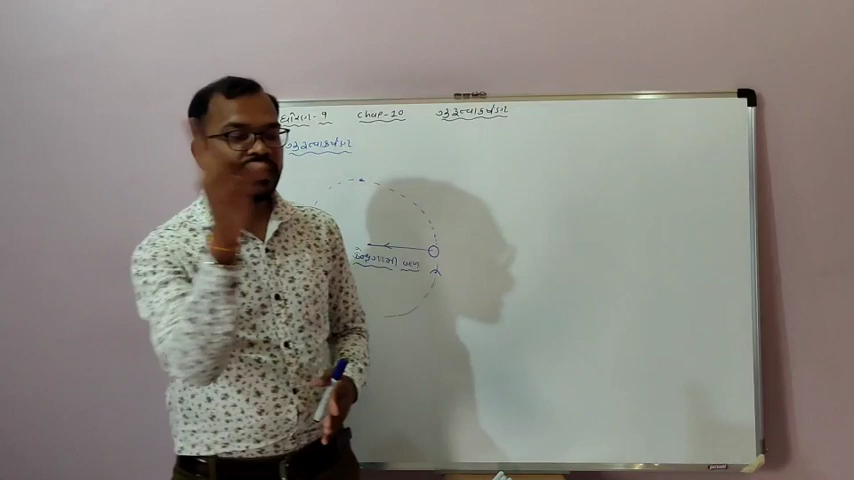 ધોરણ - 9 Chap - 10 ગુરુત્વાકર્ષણ
ગુરુત્વાકર્ષણ
કેન્દ્રગામી બળ